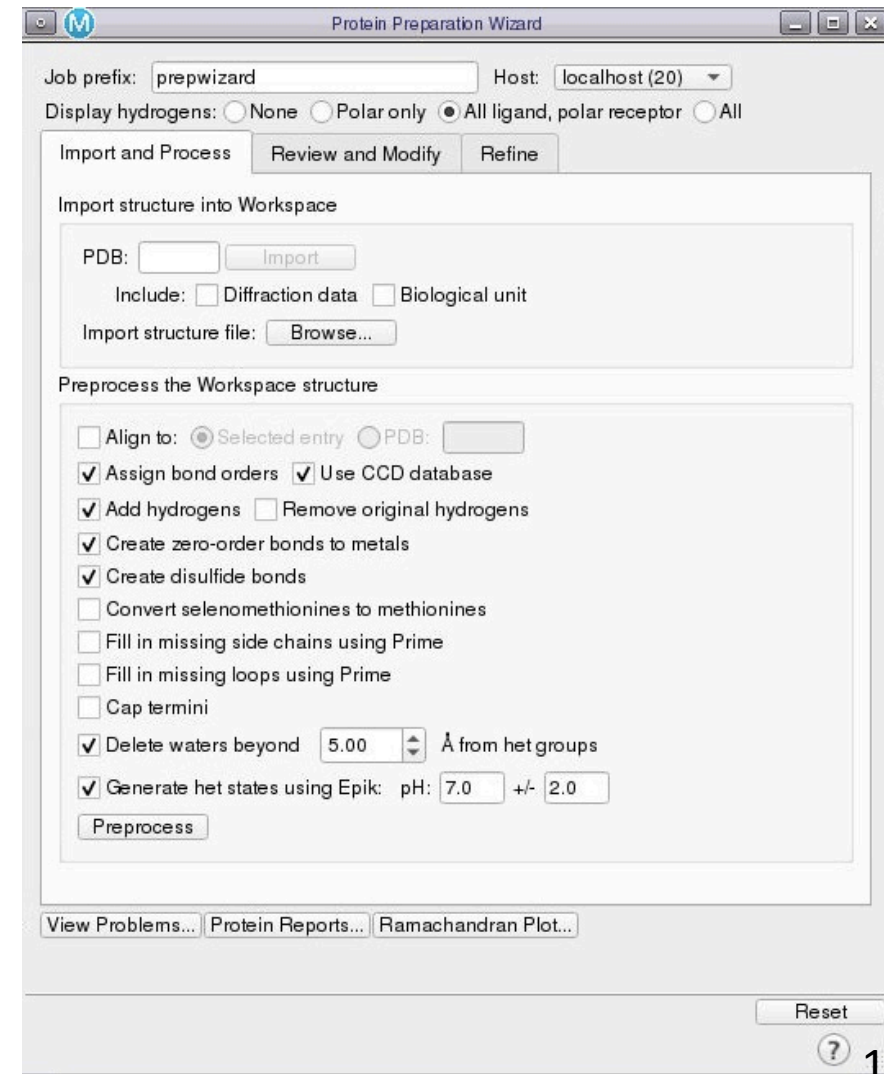 M Protein Preparation Wizard
Job prefix: prepwizard Host: localhost (20)
Display hydrogens: None Polar only All ligand, polar receptor All
Import and Process Review and Modify Refine
Import structure into Workspace
PDB: Import
Include: Diffraction data Biological unit
Import structure file: Browse...
Preprocess the Workspace structure
Align to: Selected entry PDB:
Assign bond orders Use CCD database
Add hydrogens Remove original hydrogens
Create zero-order bonds to metals
Create disulfide bonds
Convert selenomethionines to methionines
Fill in missing side chains using Prime
Fill in missing loops using Prime
Cap termini
Delete waters beyond 5.00 Å from het groups
Generate het states using Epik: pH: 7.0 +/- 2.0
Preprocess
View Problems... Protein Reports... Ramachandran Plot...
Reset
? 1